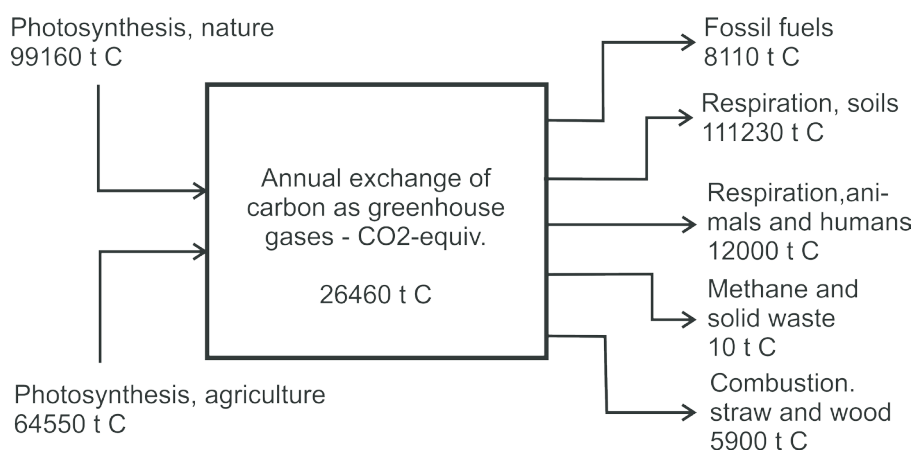 Photosynthesis, nature
99160 t C
Fossil fuels
8110 t C
Respiration, soils
111230 t C
Annual exchange of
carbon as greenhouse
gases - CO2-equiv.
26460 t C
Respiration,ani-
mals and humans
12000 t C
Methane and
solid waste
10 t C
Photosynthesis, agriculture
64550 t C
Combustion.
straw and wood
5900 t C